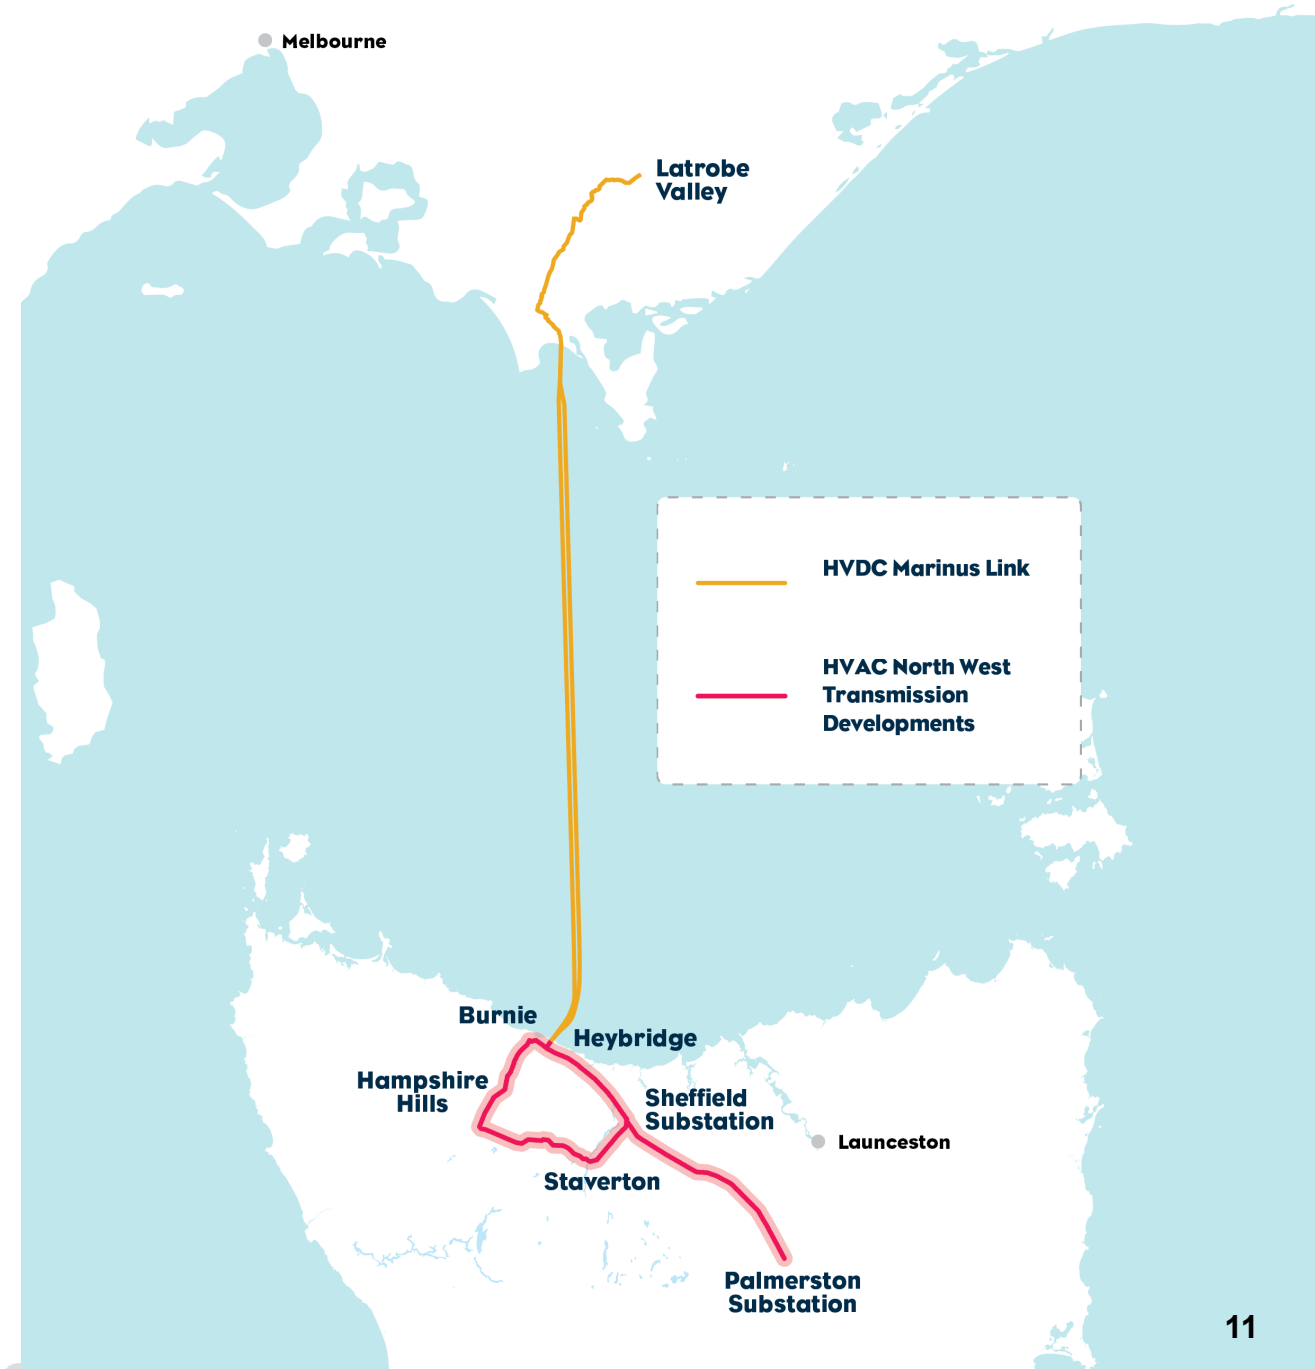 Melbourne
Latrobe
Valley
HVDC Marinus Link
HVAC North West
Transmission
Developments
Burnie
Heybridge
Hampshire
Hills
Sheffield
Substation
Launceston
Staverton
Palmerston
Substation
11